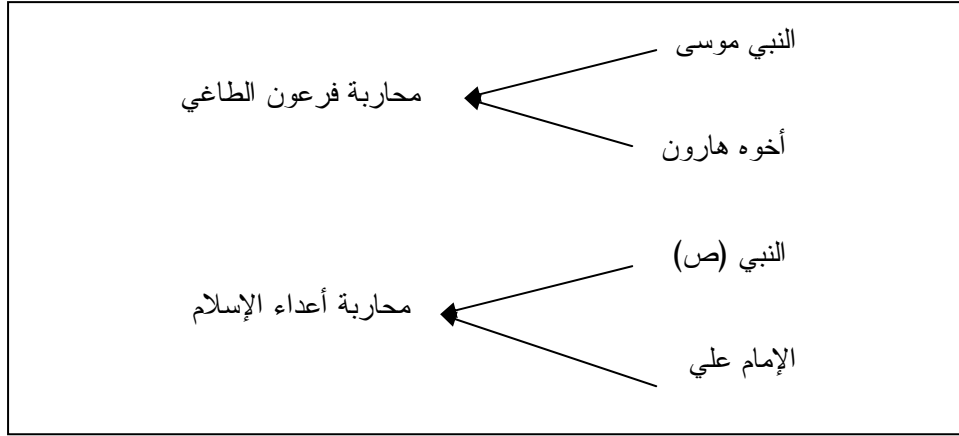 النبي موسى
محاربة فرعون الطاغي
أخوه هارون
النبي (ص)
محاربة أعداء الإسلام
الإمام علي